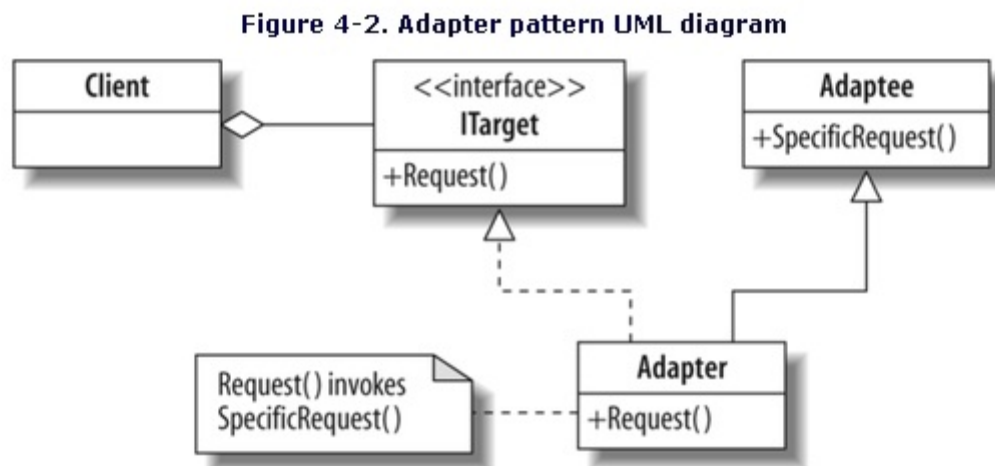 Figure 4-2. Adapter pattern UML diagram
Client
<<interface>>
ITarget
+Request()
Adaptee
+SpecificRequest()
Request() invokes
SpecificRequest()
Adapter
+Request()